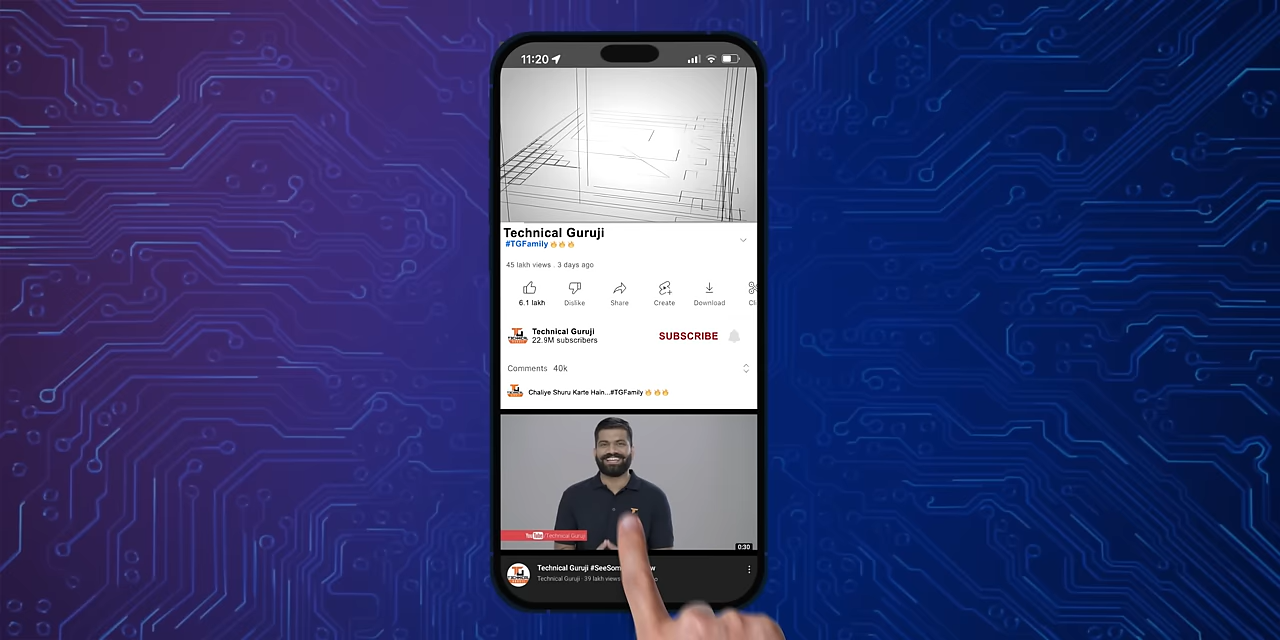 11:20
Technical Guruji
#TGFamily 🔥🔥🔥
45 lakh views . 3 days ago
6.1 lakh Dislike Share Create Download
Technical Guruji
22.9M subscribers
SUBSCRIBE
Comments 40k
Chaliye Shuru Karte Hain...#TGFamily 🔥🔥🔥
YouTube Technical Guruji
0:30
TECHNICAL
Technical Guruji
Technical Guruji · 39 lakh